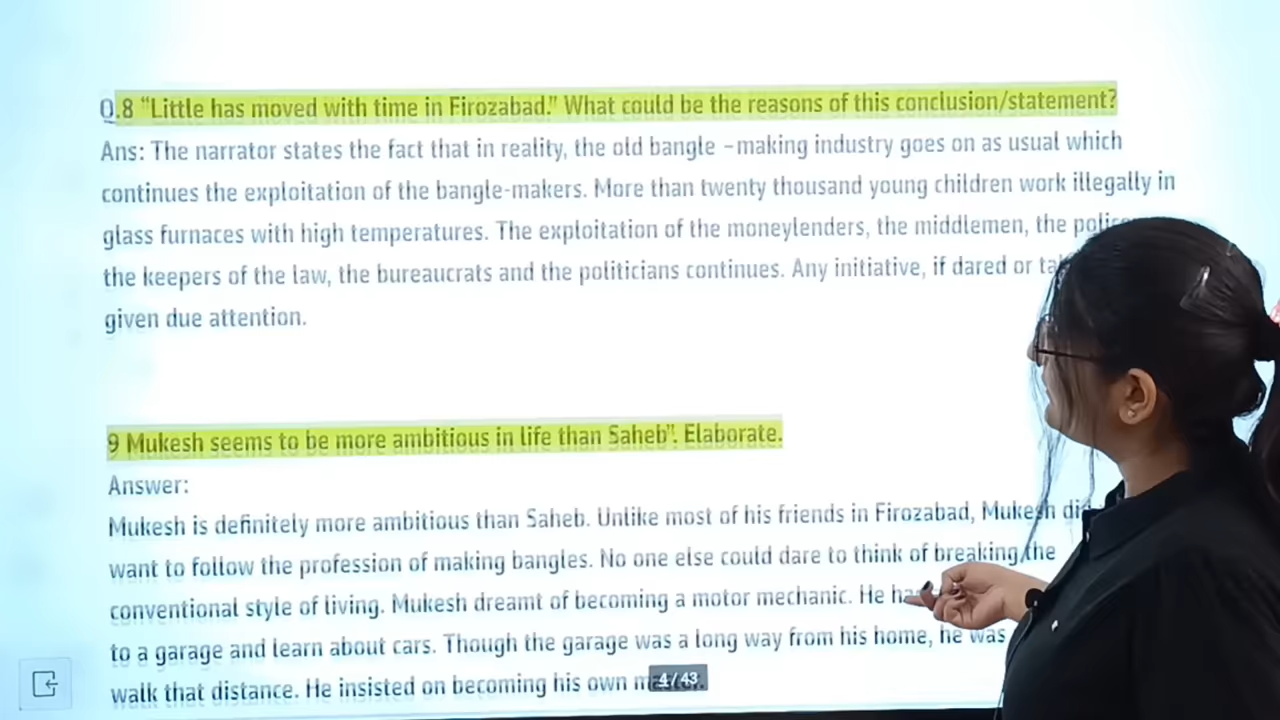 Q.8 “Little has moved with time in Firozabad.” What could be the reasons of this conclusion/statement?
Ans: The narrator states the fact that in reality, the old bangle –making industry goes on as usual which
continues the exploitation of the bangle-makers. More than twenty thousand young children work illegally in
glass furnaces with high temperatures. The exploitation of the moneylenders, the middlemen, the
the keepers of the law, the bureaucrats and the politicians continues. Any initiative, if dared or
given due attention.
9 Mukesh seems to be more ambitious in life than Saheb”. Elaborate.
Answer:
Mukesh is definitely more ambitious than Saheb. Unlike most of his friends in Firozabad, Mukesh
want to follow the profession of making bangles. No one else could dare to think of breaking the
conventional style of living. Mukesh dreamt of becoming a motor mechanic. He
to a garage and learn about cars. Though the garage was a long way from his home, he was
walk that distance. He insisted on becoming his own
4 / 43